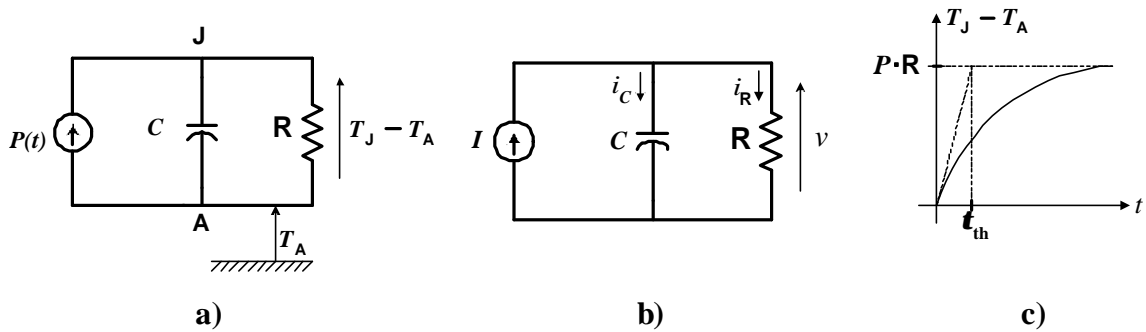 J
P(t)
C
R
T_J − T_A
A
T_A
a)
I
i_C
i_R
C
R
v
b)
T_J − T_A
P·R
t_th
t
c)